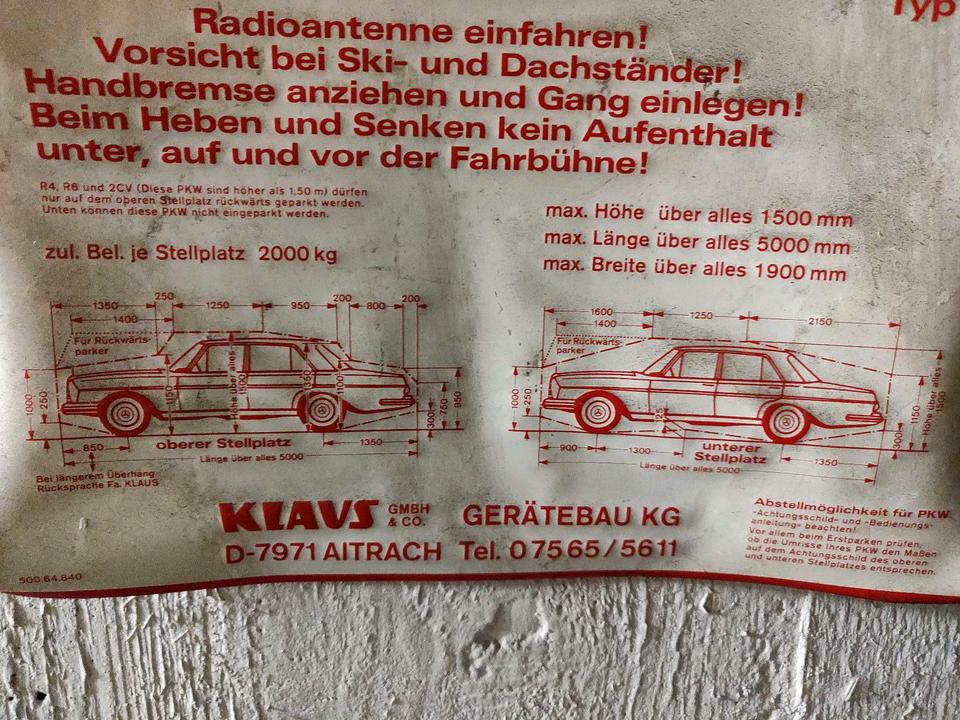 Typ
Radioantenne einfahren!
Vorsicht bei Ski- und Dachständer!
Handbremse anziehen und Gang einlegen!
Beim Heben und Senken kein Aufenthalt
unter, auf und vor der Fahrbühne!
R4, R6 und 2CV (Diese PKW sind höher als 1,50 m) dürfen
nur auf dem oberen Stellplatz rückwärts geparkt werden.
Unten können diese PKW nicht eingeparkt werden.
zul. Bel. je Stellplatz 2000 kg
max. Höhe über alles 1500 mm
max. Länge über alles 5000 mm
max. Breite über alles 1900 mm
1350 250 1250 950 200 800 200
1400
Für Rückwärts-
parker
1000 250
Höhe über alles 1500
300 750 950
850 oberer Stellplatz 1350
Länge über alles 5000
Bei längerem Überhang
Rücksprache Fa. KLAUS
1600 1250 2150
1400
Für Rückwärts-
parker
1000 250 125
300 1150 Höhe über alles 1500
900 1300 unterer
Stellplatz 1350
Länge über alles 5000
KLAUS GMBH
& CO. GERÄTEBAU KG
D-7971 AITRACH Tel. 07565/5611
Abstellmöglichkeit für PKW
-Achtungsschild- und -Bedienungs-
anleitung- beachten!
Vor allem beim Erstparken prüfen,
ob die Umrisse Ihres PKW den Maßen
auf dem Achtungsschild des oberen
und unteren Stellplatzes entsprechen.
500.64.840